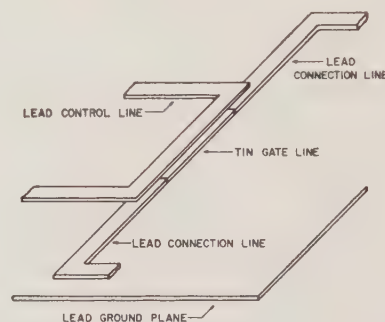 LEAD
CONNECTION LINE
LEAD CONTROL LINE
TIN GATE LINE
LEAD CONNECTION LINE
LEAD GROUND PLANE